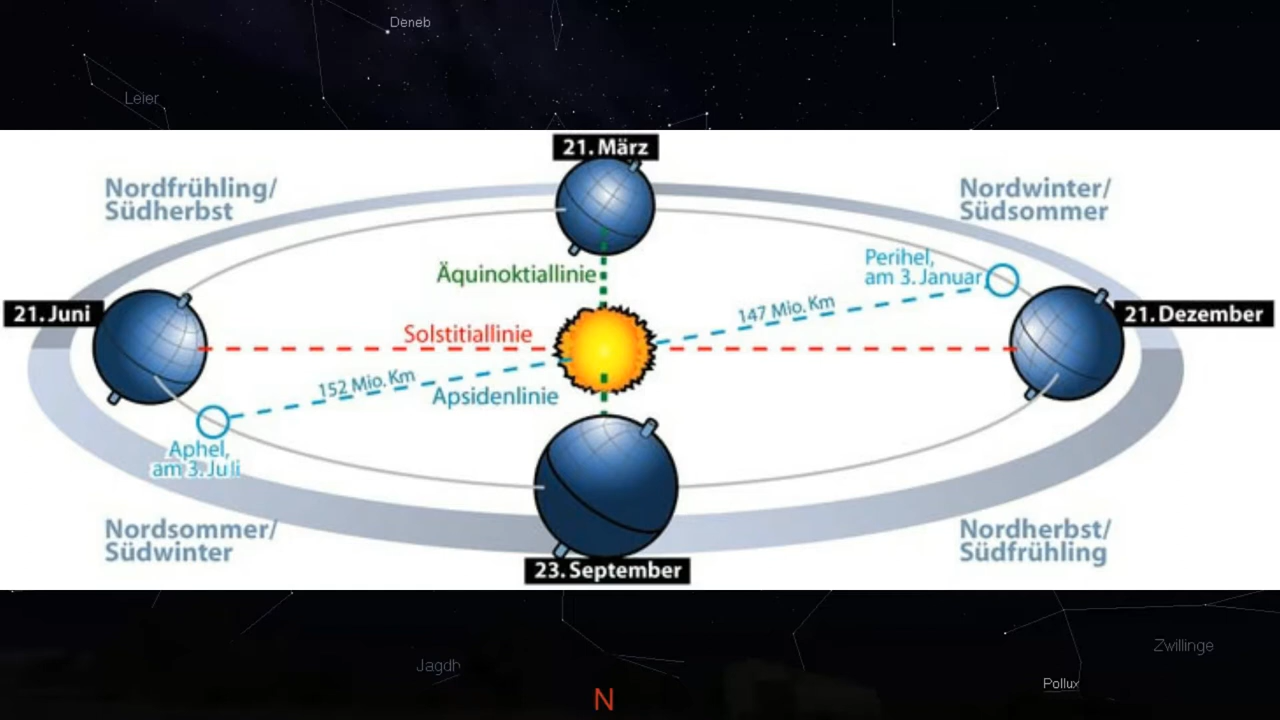 Deneb
Leier
21. März
Nordfrühling/
Südherbst
Nordwinter/
Südsommer
Äquinoktiallinie
Perihel,
am 3. Januar
21. Juni
147 Mio. Km
21. Dezember
Solstitiallinie
152 Mio. Km
Apsidenlinie
Aphel,
am 3. Juli
Nordsommer/
Südwinter
Nordherbst/
Südfrühling
23. September
Zwillinge
Jagdh
Pollux
N